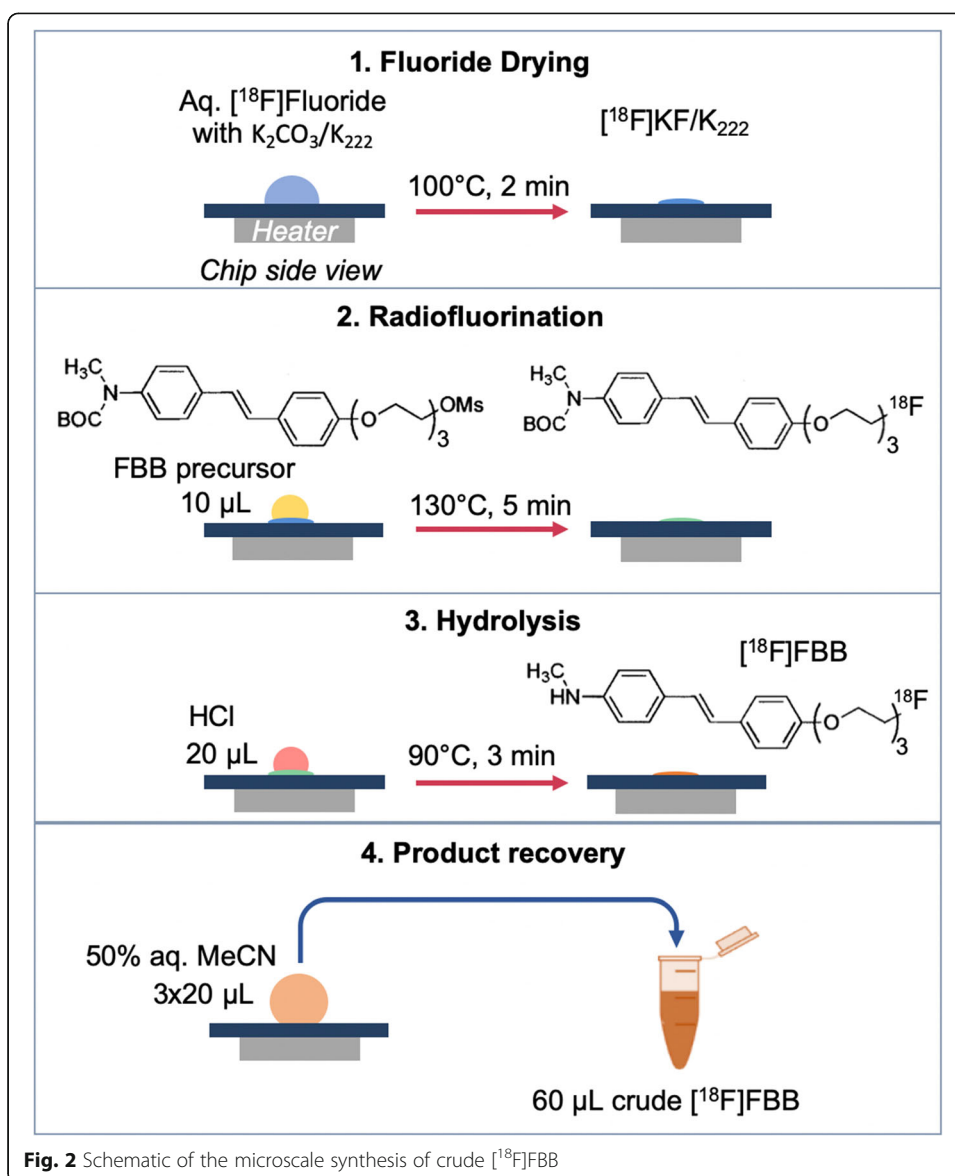 1. Fluoride Drying
Aq. [¹⁸F]Fluoride
with K₂CO₃/K₂₂₂
[¹⁸F]KF/K₂₂₂
100°C, 2 min
Heater
Chip side view
2. Radiofluorination
H₃C
N
BOC
O
OMs
3
H₃C
N
BOC
O
¹⁸F
3
FBB precursor
10 µL
130°C, 5 min
3. Hydrolysis
[¹⁸F]FBB
H₃C
HN
O
¹⁸F
3
HCl
20 µL
90°C, 3 min
4. Product recovery
50% aq. MeCN
3x20 µL
60 µL crude [¹⁸F]FBB
Fig. 2 Schematic of the microscale synthesis of crude [¹⁸F]FBB